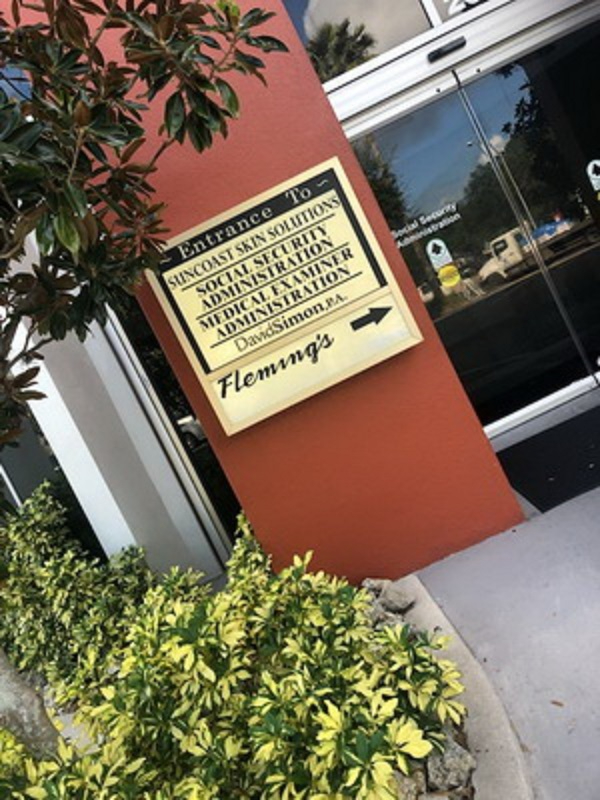 ~ Entrance To ~
SUNCOAST SKIN SOLUTIONS
SOCIAL SECURITY
ADMINISTRATION
MEDICAL EXAMINER
ADMINISTRATION
DavidSimon, P.A.
Fleming's
Social Security
Administration